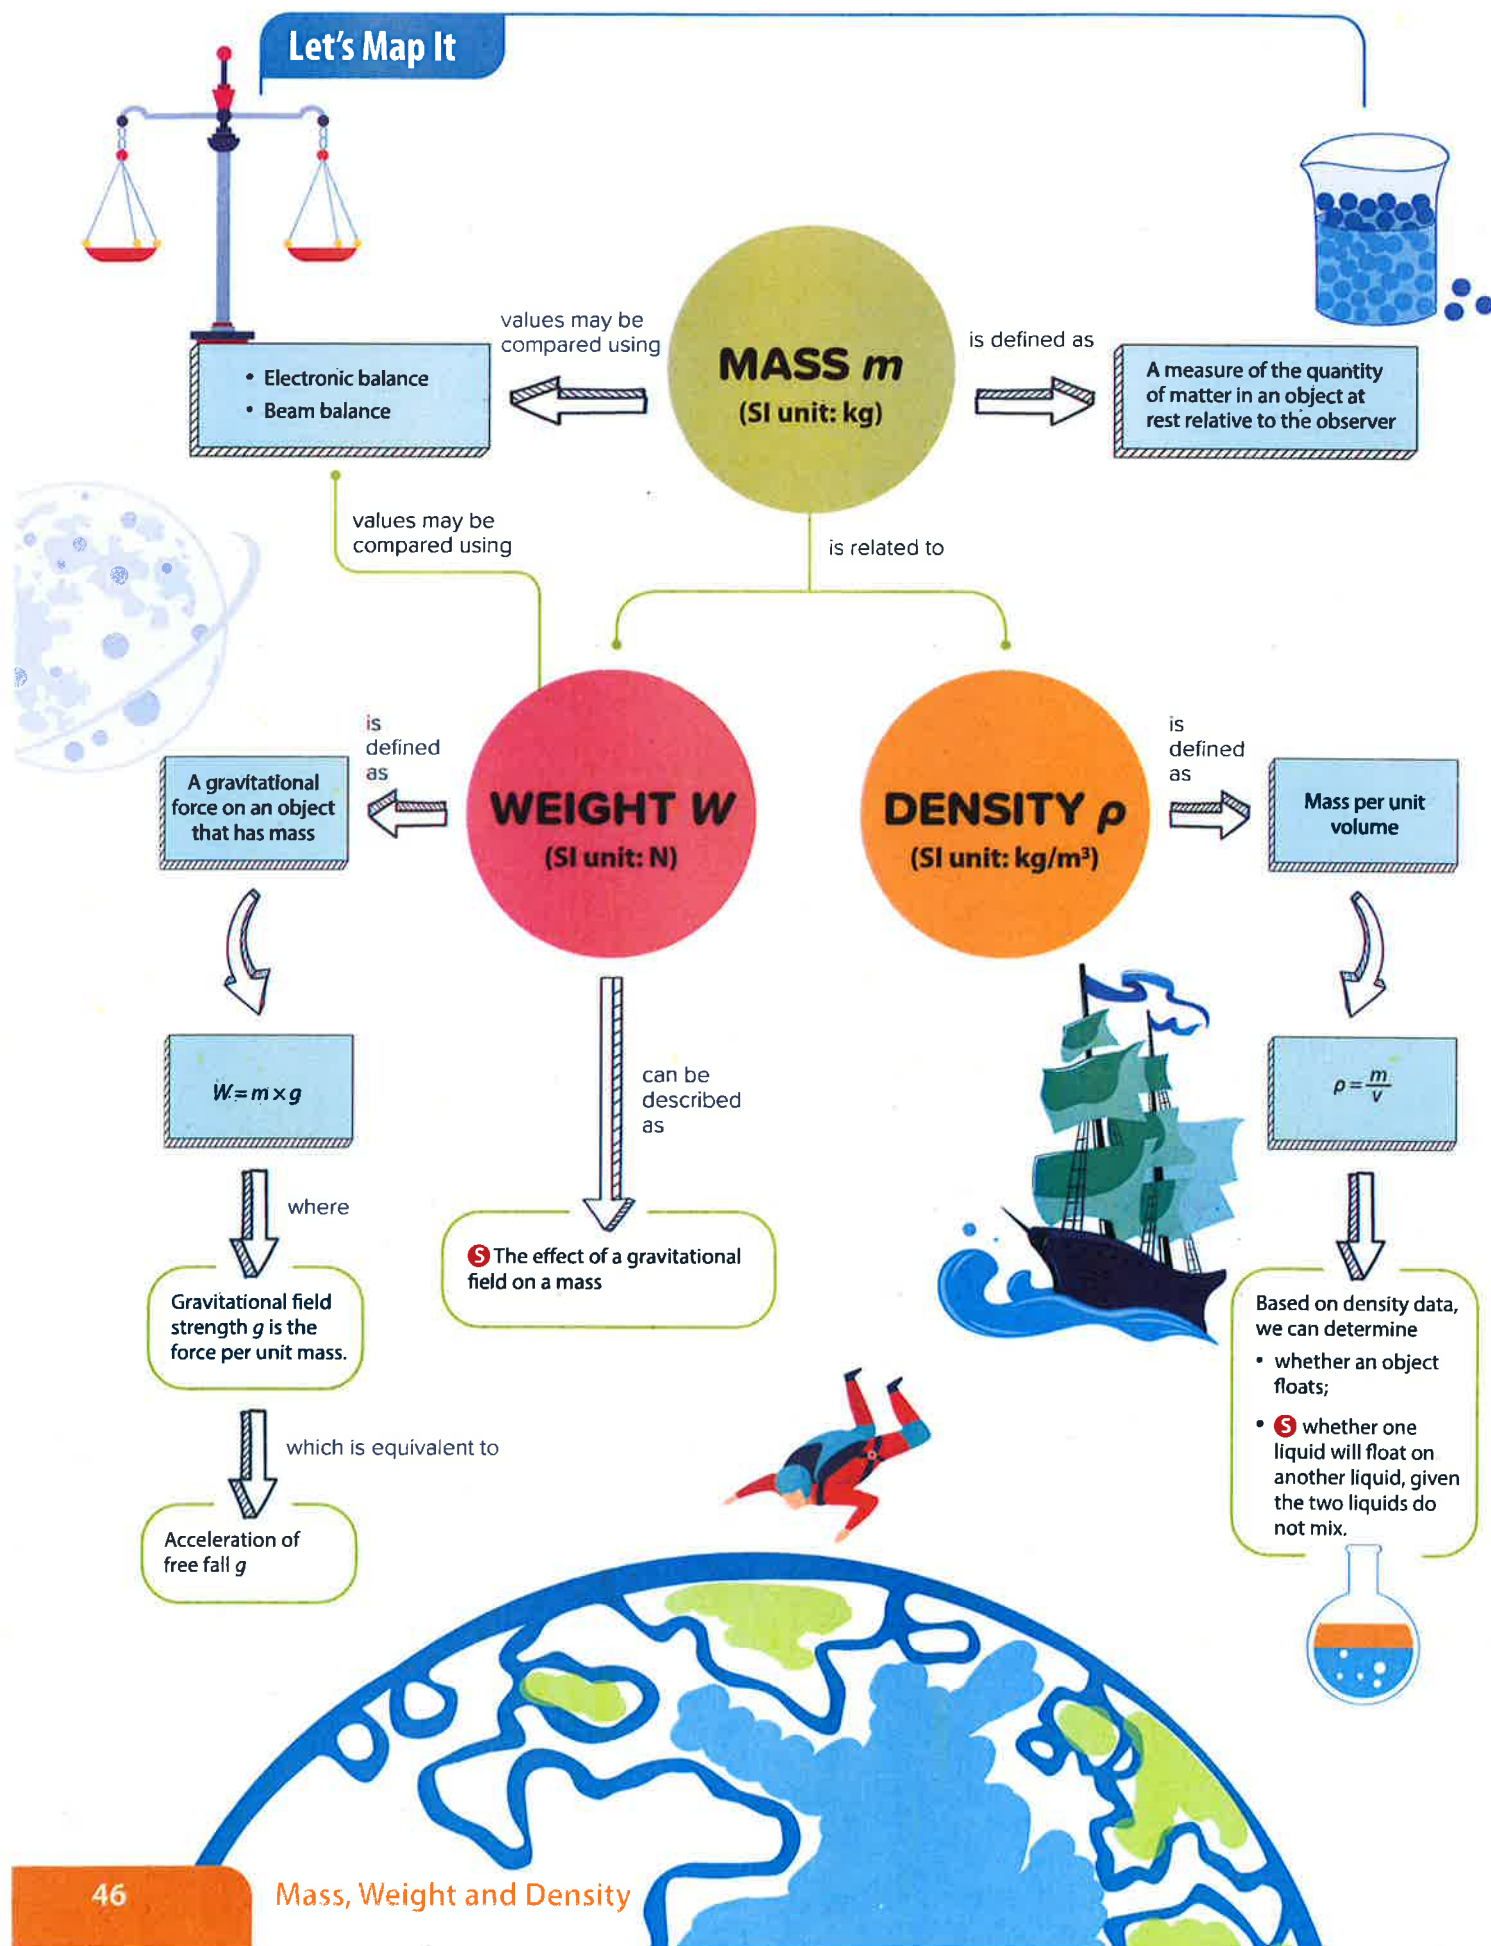 Let's Map It
values may be
compared using
MASS m
(SI unit: kg)
is defined as
• Electronic balance
• Beam balance
A measure of the quantity
of matter in an object at
rest relative to the observer
values may be
compared using
is related to
is
defined
as
A gravitational
force on an object
that has mass
WEIGHT W
(SI unit: N)
DENSITY ρ
(SI unit: kg/m³)
is
defined
as
Mass per unit
volume
W = m × g
can be
described
as
ρ = m/v
where
S The effect of a gravitational
field on a mass
Gravitational field
strength g is the
force per unit mass.
Based on density data,
we can determine
• whether an object
floats;
• S whether one
liquid will float on
another liquid, given
the two liquids do
not mix.
which is equivalent to
Acceleration of
free fall g
46
Mass, Weight and Density